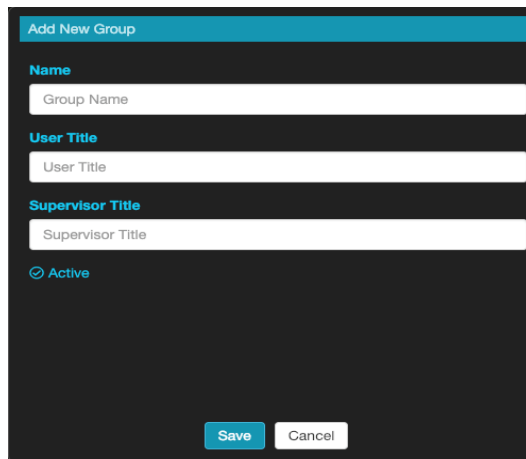 Add New Group
Name
Group Name
User Title
User Title
Supervisor Title
Supervisor Title
Active
Save Cancel